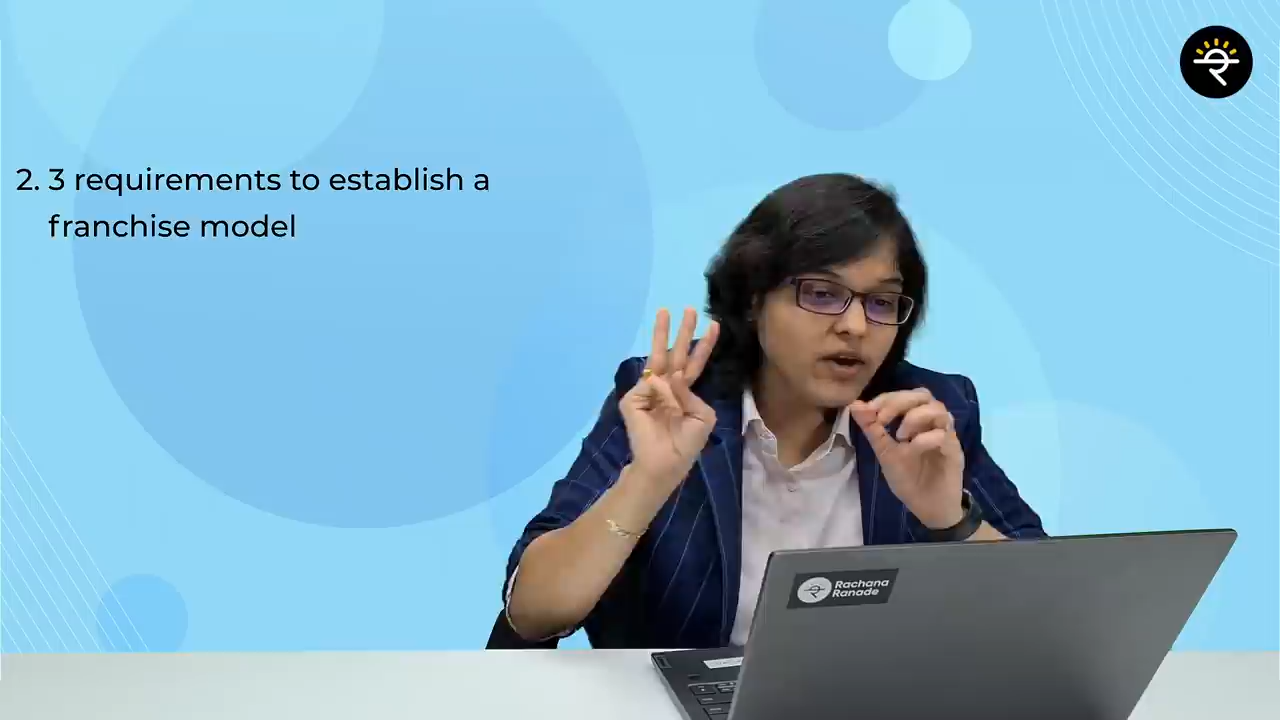 2. 3 requirements to establish a
franchise model
Rachana
Ranade